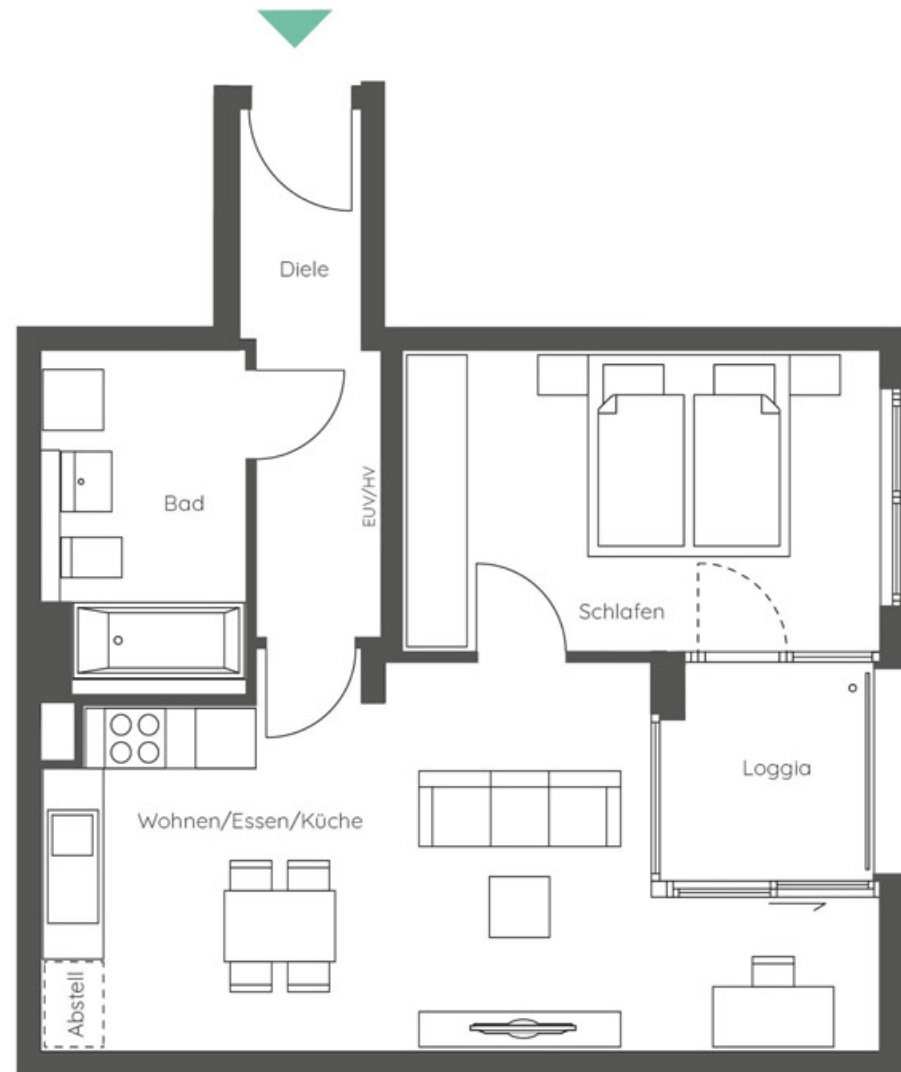 Diele
Bad
EUV/HV
Schlafen
Loggia
Wohnen/Essen/Küche
Abstell